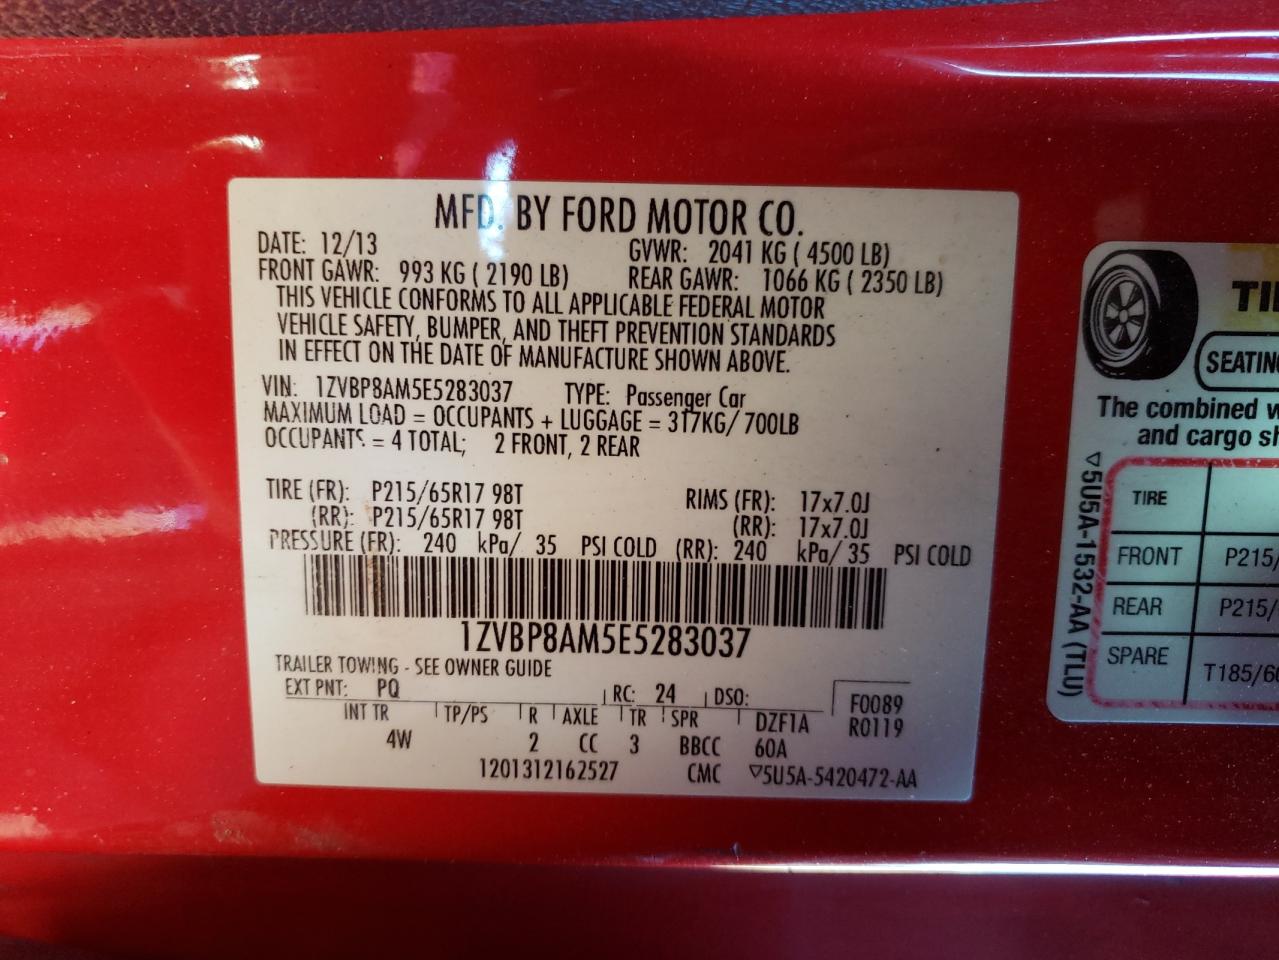 MFD. BY FORD MOTOR CO.
DATE: 12/13 GVWR: 2041 KG ( 4500 LB)
FRONT GAWR: 993 KG ( 2190 LB) REAR GAWR: 1066 KG ( 2350 LB)
THIS VEHICLE CONFORMS TO ALL APPLICABLE FEDERAL MOTOR
VEHICLE SAFETY, BUMPER, AND THEFT PREVENTION STANDARDS
IN EFFECT ON THE DATE OF MANUFACTURE SHOWN ABOVE.
VIN: 1ZVBP8AM5E5283037 TYPE: Passenger Car
MAXIMUM LOAD = OCCUPANTS + LUGGAGE = 317KG/ 700LB
OCCUPANTS = 4 TOTAL; 2 FRONT, 2 REAR
TIRE (FR): P215/65R17 98T RIMS (FR): 17x7.0J
(RR): P215/65R17 98T (RR): 17x7.0J
PRESSURE (FR): 240 kPa/ 35 PSI COLD (RR): 240 kPa/ 35 PSI COLD
1ZVBP8AM5E5283037
TRAILER TOWING - SEE OWNER GUIDE
EXT PNT: PQ RC: 24 DSO: F0089
INT TR TP/PS R AXLE TR SPR DZF1A R0119
4W 2 CC 3 BBCC 60A
1201312162527 CMC ▽5U5A-5420472-AA
SEATING
The combined
and cargo
▽5U5A-1532-AA (TLU)
TIRE
FRONT P215/
REAR P215/
SPARE T185/60